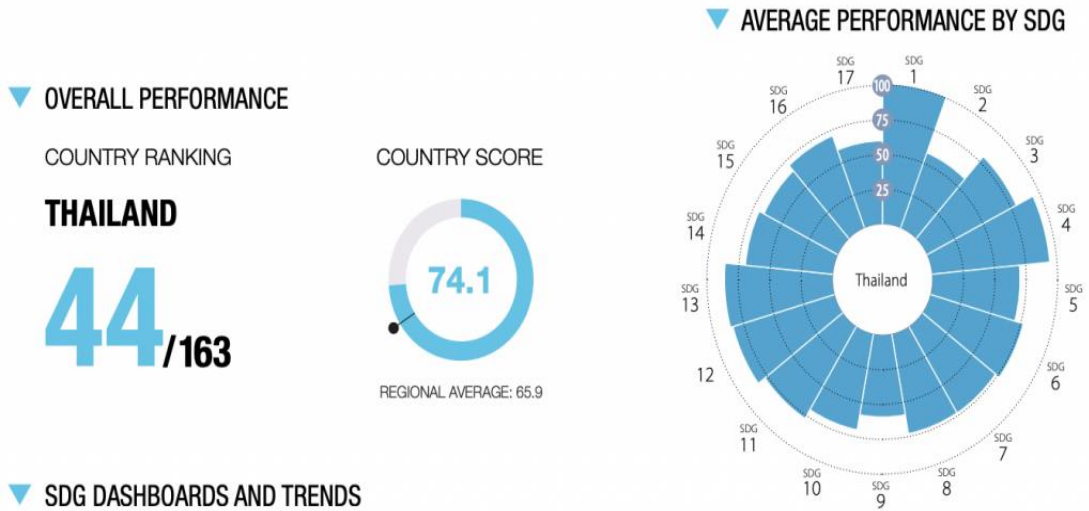 OVERALL PERFORMANCE
COUNTRY RANKING
THAILAND
44/163
COUNTRY SCORE
74.1
REGIONAL AVERAGE: 65.9
AVERAGE PERFORMANCE BY SDG
SDG
1
SDG
2
SDG
3
SDG
4
SDG
5
SDG
6
SDG
7
SDG
8
SDG
9
SDG
10
SDG
11
12
SDG
13
SDG
14
SDG
15
SDG
16
SDG
17
100
75
50
25
Thailand
SDG DASHBOARDS AND TRENDS